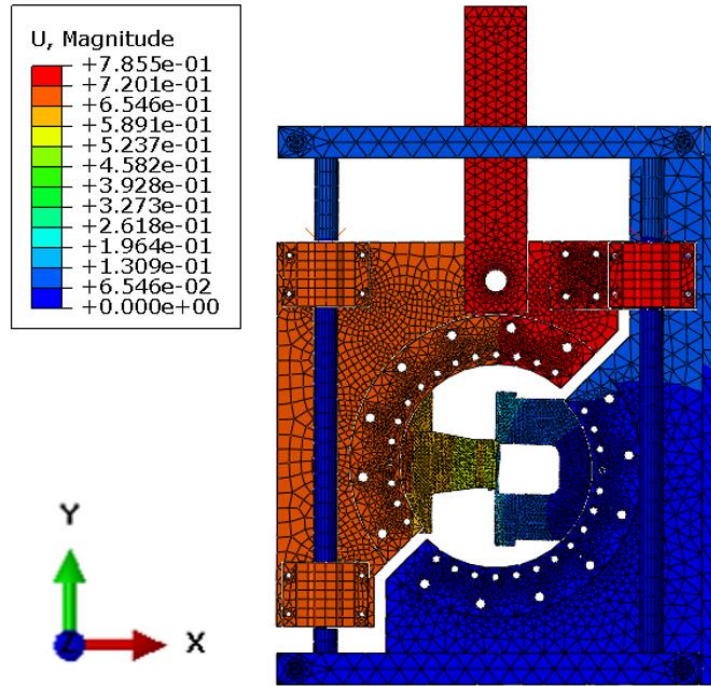 U, Magnitude
+7.855e-01
+7.201e-01
+6.546e-01
+5.891e-01
+5.237e-01
+4.582e-01
+3.928e-01
+3.273e-01
+2.618e-01
+1.964e-01
+1.309e-01
+6.546e-02
+0.000e+00
Y
Z
X